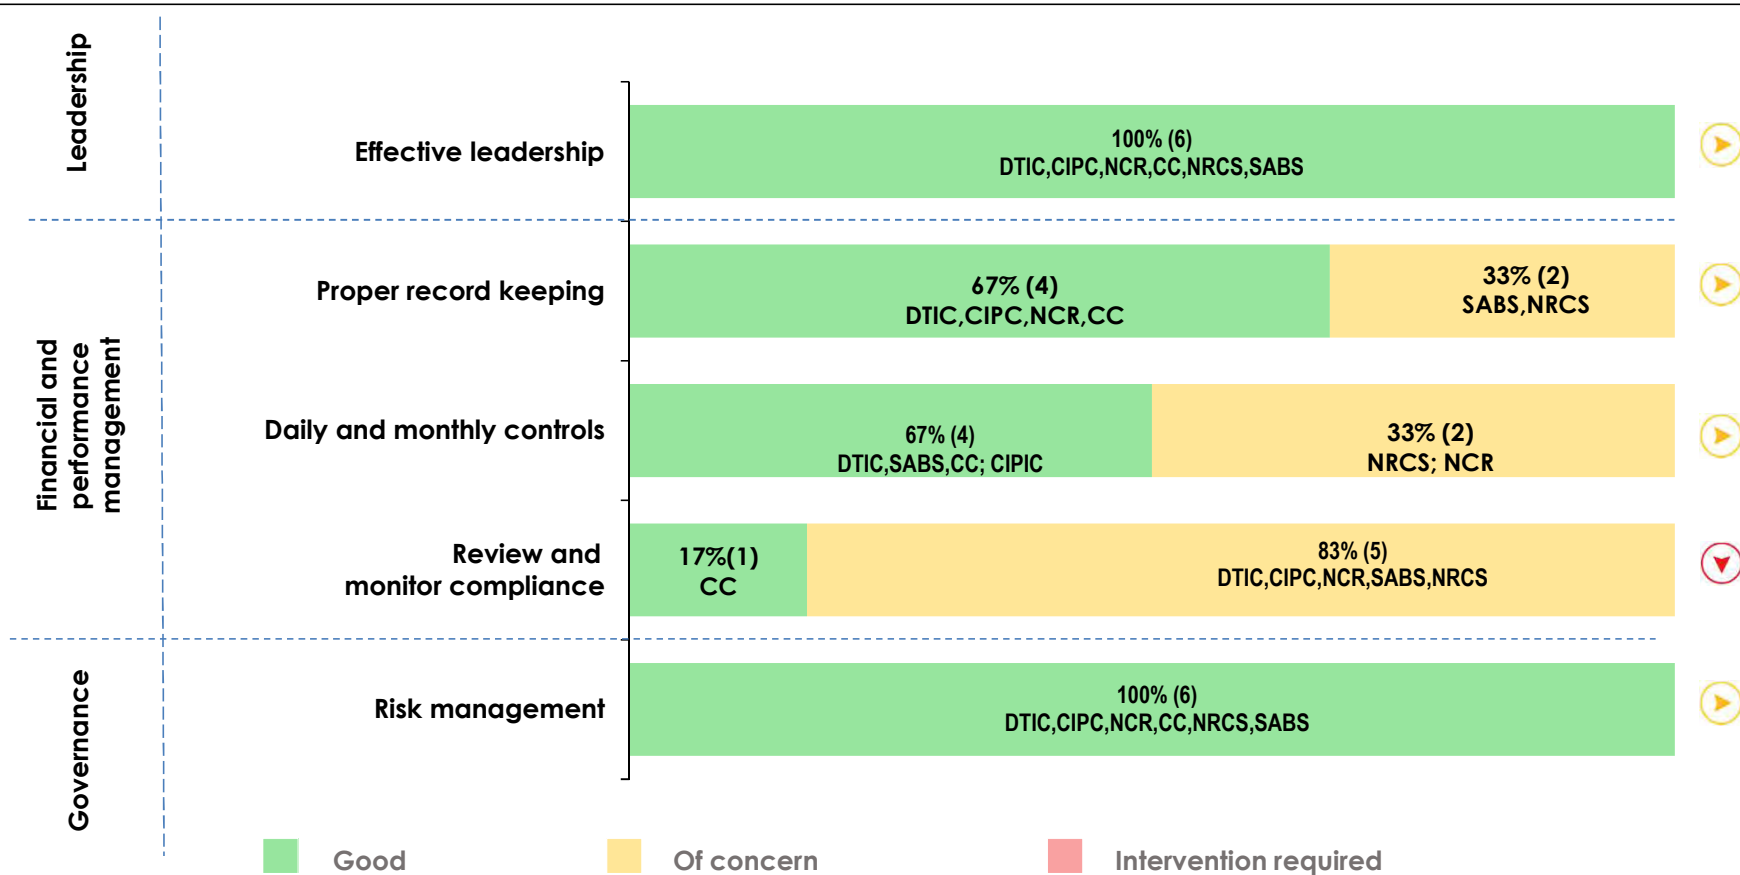 Leadership
Effective leadership
100% (6)
DTIC,CIPC,NCR,CC,NRCS,SABS
Financial and
performance
management
Proper record keeping
67% (4)
DTIC,CIPC,NCR,CC
33% (2)
SABS,NRCS
Daily and monthly controls
67% (4)
DTIC,SABS,CC; CIPIC
33% (2)
NRCS; NCR
Review and
monitor compliance
17%(1)
CC
83% (5)
DTIC,CIPC,NCR,SABS,NRCS
Governance
Risk management
100% (6)
DTIC,CIPC,NCR,CC,NRCS,SABS
Good
Of concern
Intervention required